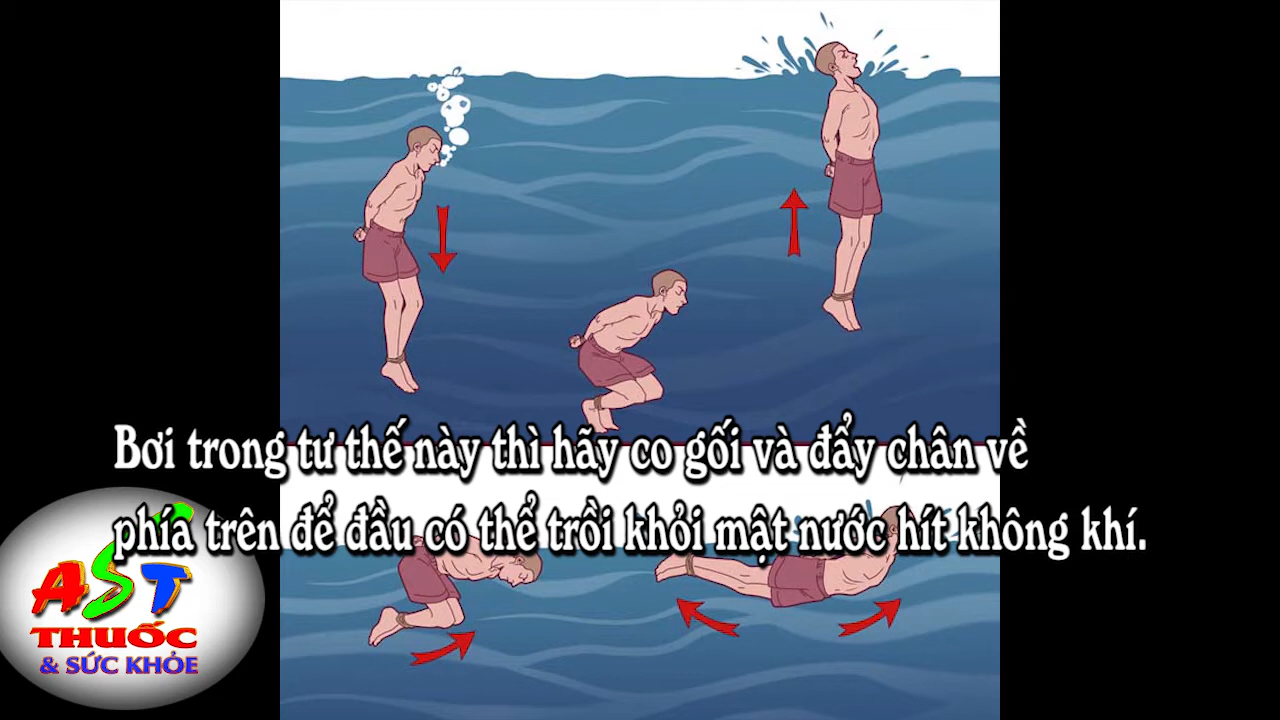 Bơi trong tư thế này thì hãy co gối và đẩy chân về
phía trên để đầu có thể trồi khỏi mặt nước hít không khí.
AST
THUỐC
& SỨC KHỎE